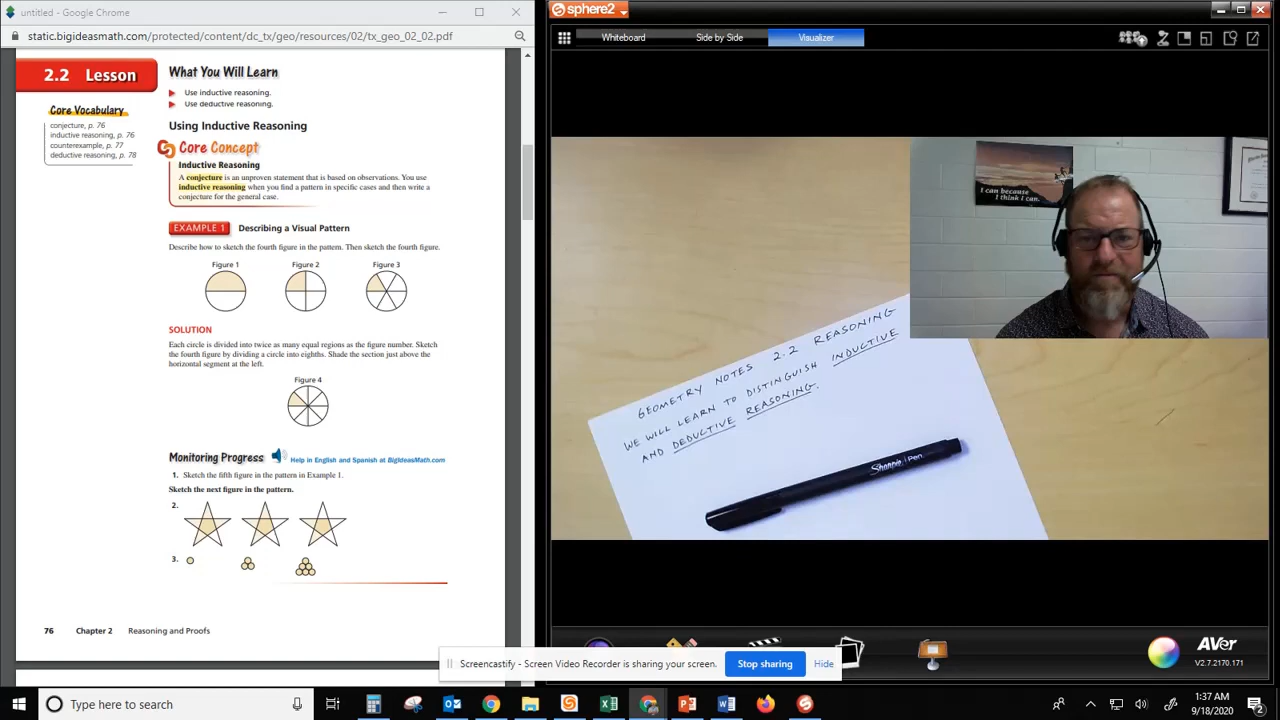 untitled - Google Chrome
static.bigideasmath.com/protected/content/dc_tx/geo/resources/02/tx_geo_02_02.pdf
2.2 Lesson
What You Will Learn
Use inductive reasoning.
Use deductive reasoning.
Core Vocabulary
conjecture, p. 76
inductive reasoning, p. 76
counterexample, p. 77
deductive reasoning, p. 78
Using Inductive Reasoning
Core Concept
Inductive Reasoning
A conjecture is an unproven statement that is based on observations. You use
inductive reasoning when you find a pattern in specific cases and then write a
conjecture for the general case.
EXAMPLE 1 Describing a Visual Pattern
Describe how to sketch the fourth figure in the pattern. Then sketch the fourth figure.
Figure 1 Figure 2 Figure 3
SOLUTION
Each circle is divided into twice as many equal regions as the figure number. Sketch
the fourth figure by dividing a circle into eighths. Shade the section just above the
horizontal segment at the left.
Figure 4
Monitoring Progress Help in English and Spanish at BigIdeasMath.com
1. Sketch the fifth figure in the pattern in Example 1.
Sketch the next figure in the pattern.
2.
3.
76 Chapter 2 Reasoning and Proofs
sphere2
Whiteboard Side by Side Visualizer
I can because
I think I can.
GEOMETRY NOTES 2.2 REASONING
WE WILL LEARN TO DISTINGUISH INDUCTIVE
AND DEDUCTIVE REASONING.
Sharpie Pen
AVer
V2.7.2170.171
Screencastify - Screen Video Recorder is sharing your screen. Stop sharing Hide
Type here to search
1:37 AM
9/18/2020
2